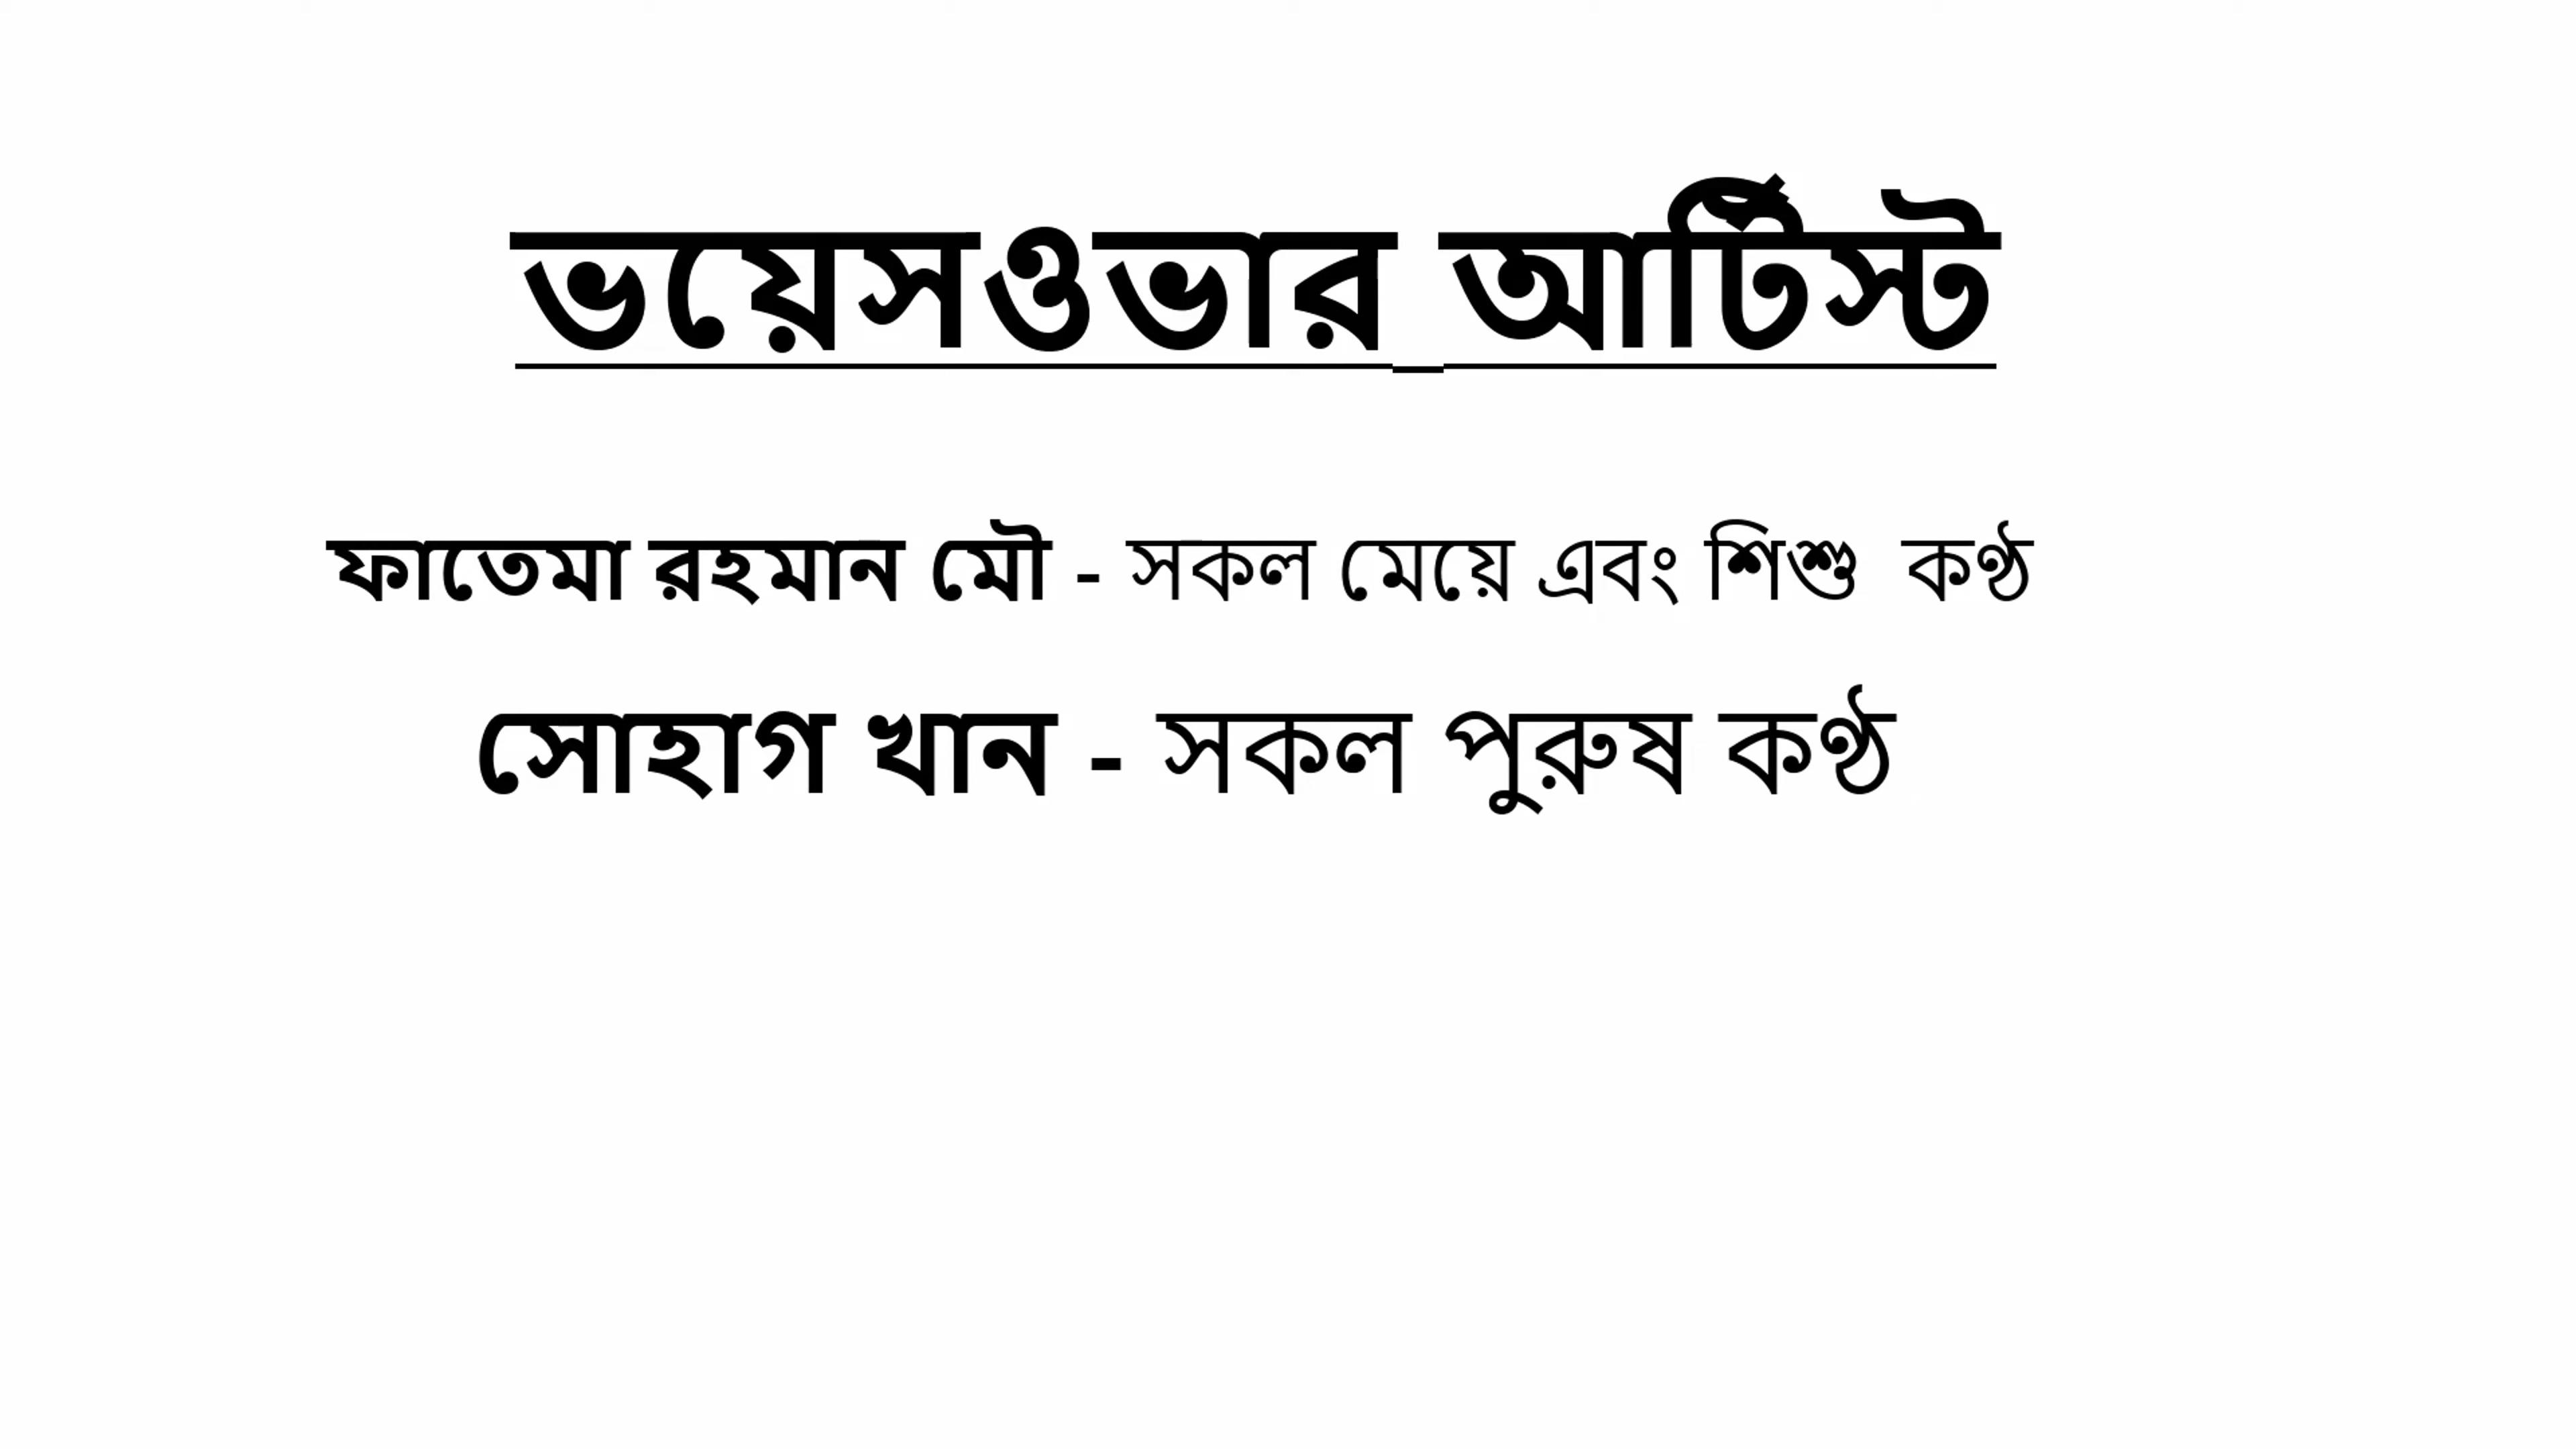 ভয়েসওভার আর্টিস্ট
ফাতেমা রহমান মৌ - সকল মেয়ে এবং শিশু  কণ্ঠ
সোহাগ খান - সকল পুরুষ কণ্ঠ